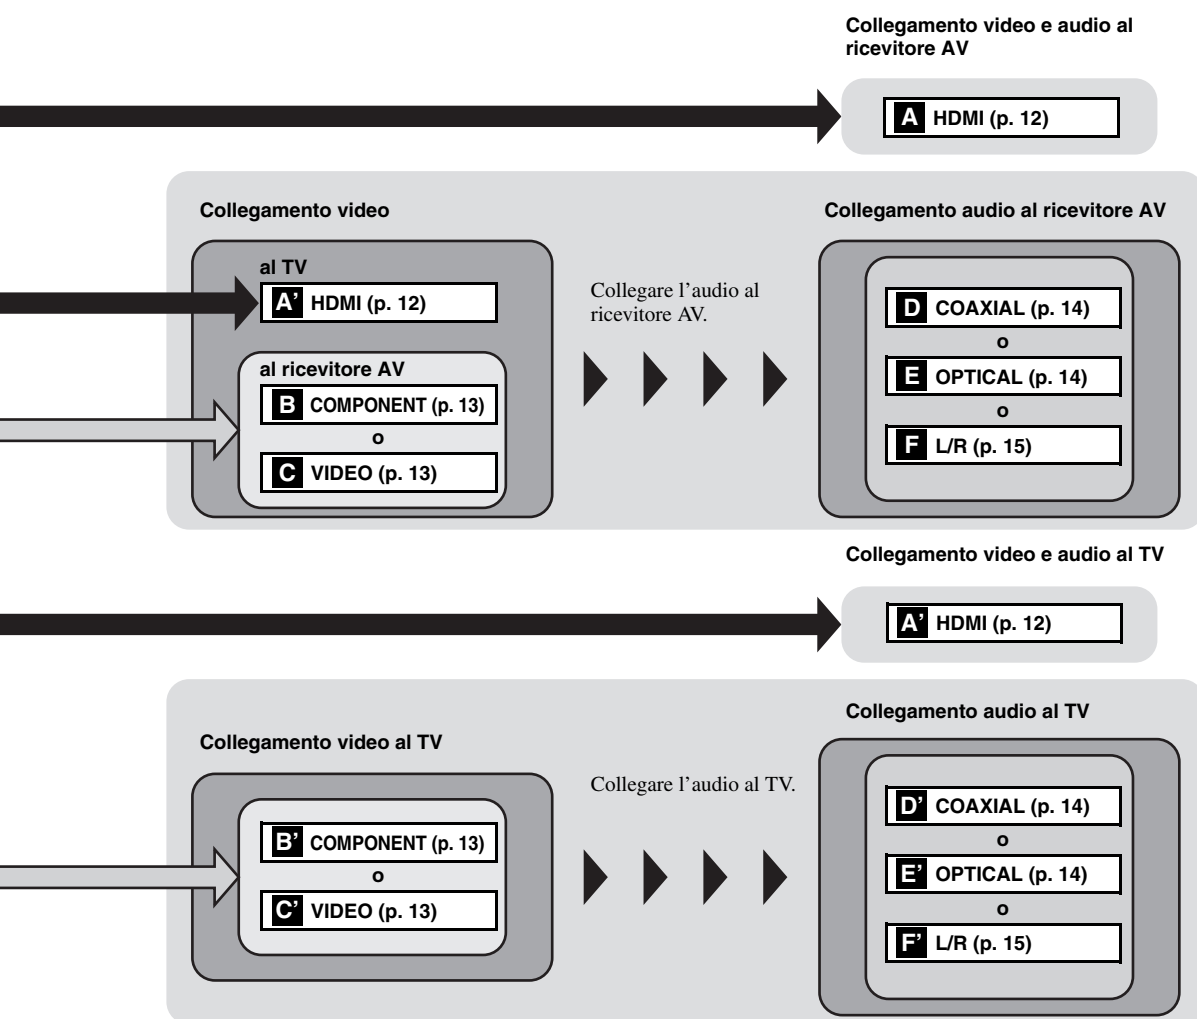 Collegamento video e audio al
ricevitore AV
A HDMI (p. 12)
Collegamento video
al TV
A’ HDMI (p. 12)
al ricevitore AV
B COMPONENT (p. 13)
o
C VIDEO (p. 13)
Collegare l’audio al
ricevitore AV.
Collegamento audio al ricevitore AV
D COAXIAL (p. 14)
o
E OPTICAL (p. 14)
o
F L/R (p. 15)
Collegamento video e audio al TV
A’ HDMI (p. 12)
Collegamento video al TV
B’ COMPONENT (p. 13)
o
C’ VIDEO (p. 13)
Collegare l’audio al TV.
Collegamento audio al TV
D’ COAXIAL (p. 14)
o
E’ OPTICAL (p. 14)
o
F’ L/R (p. 15)